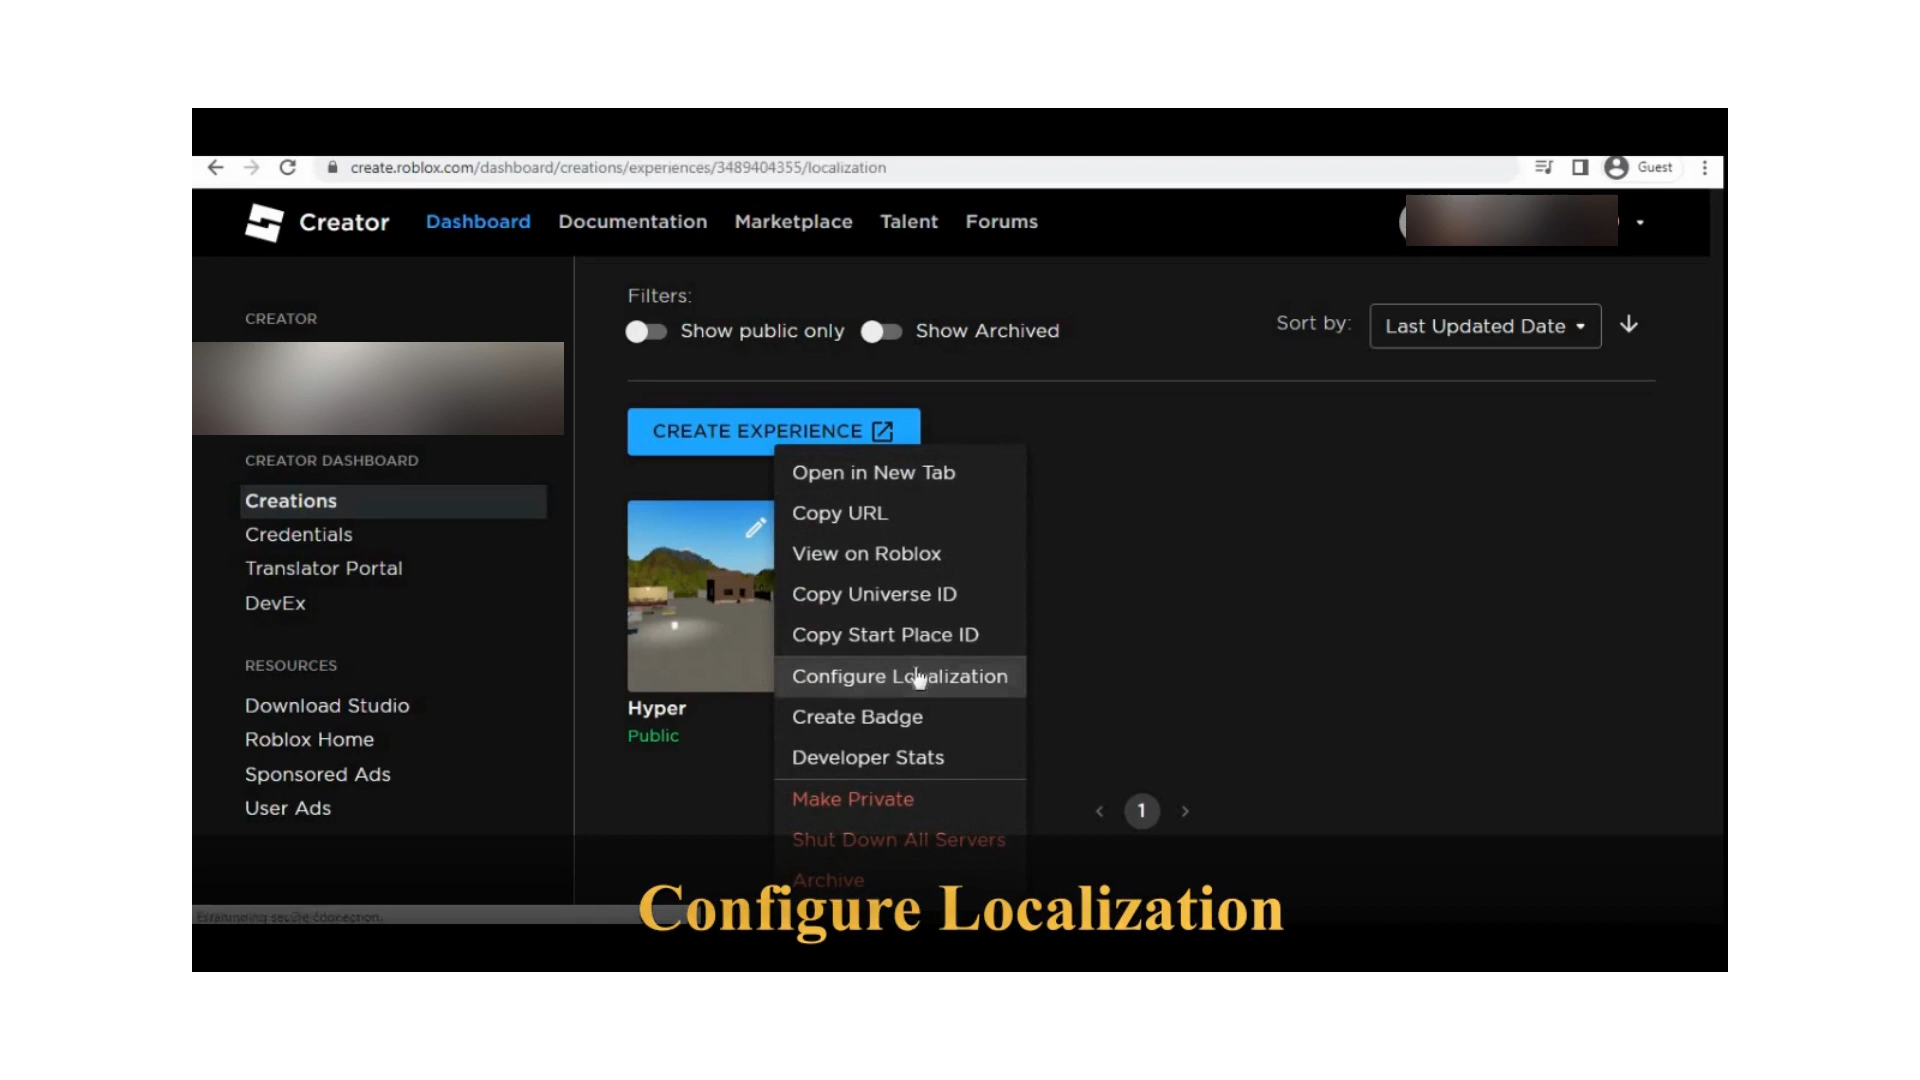 create.roblox.com/dashboard/creations/experiences/3489404355/localization
Guest
Creator Dashboard Documentation Marketplace Talent Forums
CREATOR
CREATOR DASHBOARD
Creations
Credentials
Translator Portal
DevEx
RESOURCES
Download Studio
Roblox Home
Sponsored Ads
User Ads
Filters:
Show public only Show Archived
Sort by: Last Updated Date
CREATE EXPERIENCE
Open in New Tab
Copy URL
View on Roblox
Copy Universe ID
Copy Start Place ID
Configure Localization
Create Badge
Developer Stats
Make Private
Shut Down All Servers
Archive
Hyper
Public
1
Configure Localization